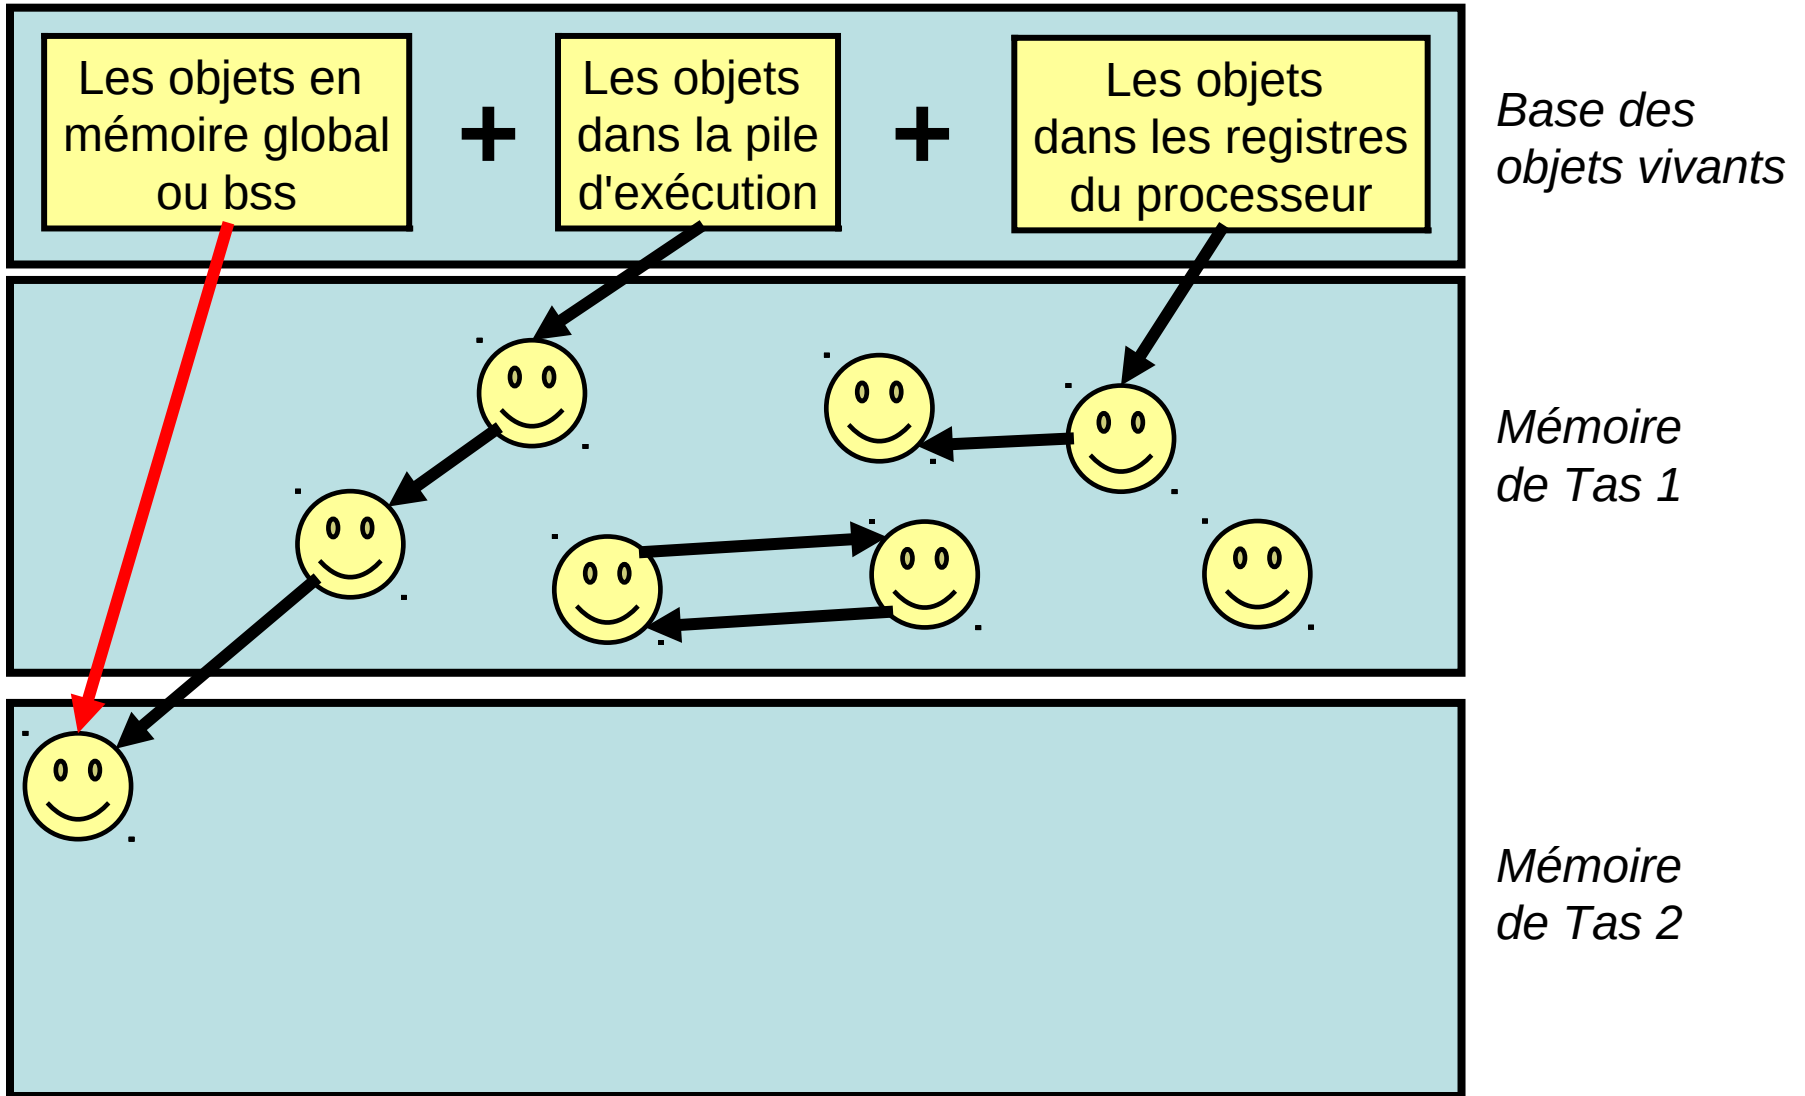 Les objets en
mémoire global
ou bss
+
Les objets
dans la pile
d'exécution
+
Les objets
dans les registres
du processeur
Base des
objets vivants
Mémoire
de Tas 1
Mémoire
de Tas 2